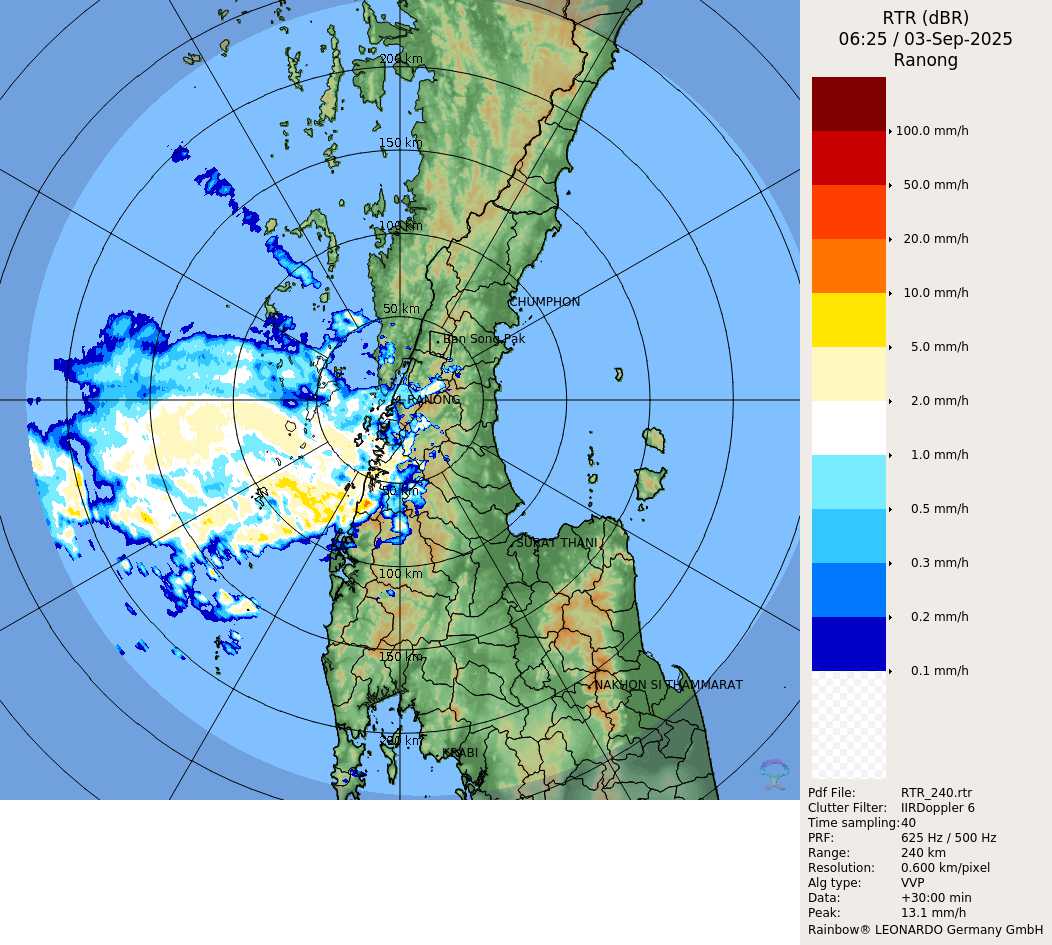 RTR (dBR)
06:25 / 03-Sep-2025
Ranong
200 km
150 km
100 km
50 km
CHUMPHON
Ban Song Pak
RANONG
50 km
SURAT THANI
100 km
150 km
NAKHON SI THAMMARAT
200 km
KRABI
100.0 mm/h
50.0 mm/h
20.0 mm/h
10.0 mm/h
5.0 mm/h
2.0 mm/h
1.0 mm/h
0.5 mm/h
0.3 mm/h
0.2 mm/h
0.1 mm/h
Pdf File: RTR_240.rtr
Clutter Filter: IIRDoppler 6
Time sampling: 40
PRF: 625 Hz / 500 Hz
Range: 240 km
Resolution: 0.600 km/pixel
Alg type: VVP
Data: +30:00 min
Peak: 13.1 mm/h
Rainbow® LEONARDO Germany GmbH